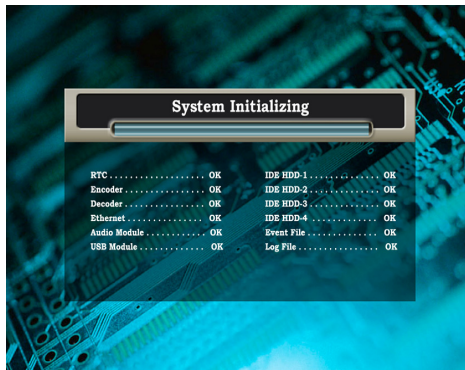 System Initializing
RTC . . . . . . . . . . . . . . . . . . . OK
Encoder . . . . . . . . . . . . . . . . OK
Decoder . . . . . . . . . . . . . . . . OK
Ethernet . . . . . . . . . . . . . . . OK
Audio Module . . . . . . . . . . . . OK
USB Module . . . . . . . . . . . . . OK
IDE HDD-1 . . . . . . . . . . . . . . OK
IDE HDD-2 . . . . . . . . . . . . . . OK
IDE HDD-3 . . . . . . . . . . . . . . OK
IDE HDD-4 . . . . . . . . . . . . . OK
Event File . . . . . . . . . . . . . . OK
Log File . . . . . . . . . . . . . . . . OK